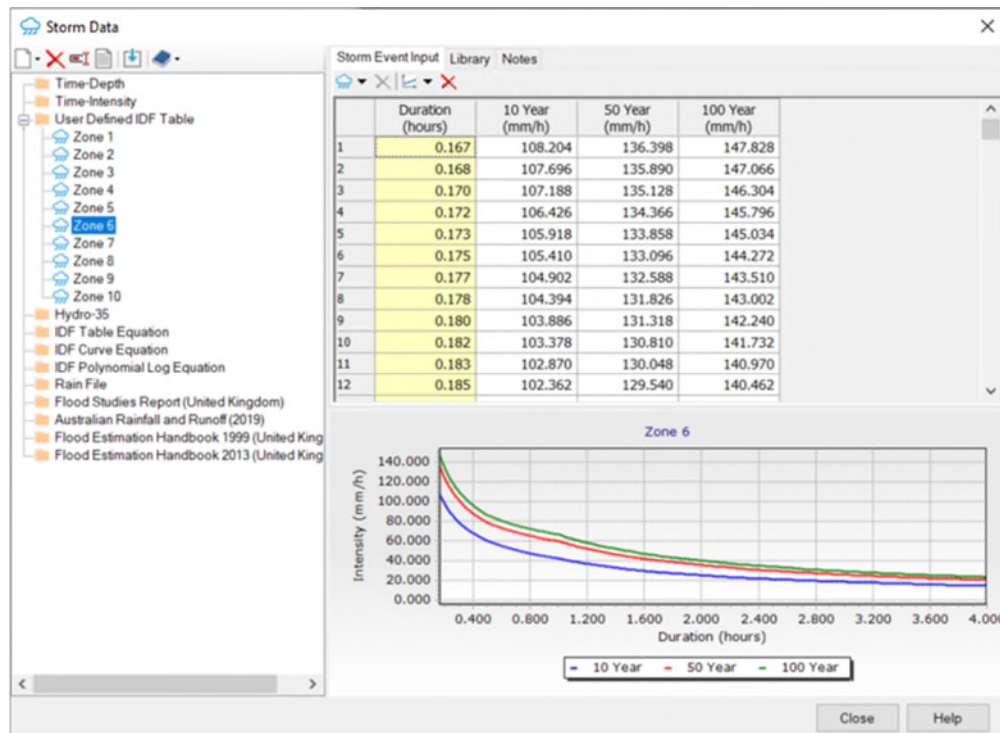 Storm Data
Time-Depth
Time-Intensity
User Defined IDF Table
Zone 1
Zone 2
Zone 3
Zone 4
Zone 5
Zone 6
Zone 7
Zone 8
Zone 9
Zone 10
Hydro-35
IDF Table Equation
IDF Curve Equation
IDF Polynomial Log Equation
Rain File
Flood Studies Report (United Kingdom)
Australian Rainfall and Runoff (2019)
Flood Estimation Handbook 1999 (United King
Flood Estimation Handbook 2013 (United King
Storm Event Input Library Notes
Duration 10 Year 50 Year 100 Year
(hours) (mm/h) (mm/h) (mm/h)
1 0.167 108.204 136.398 147.828
2 0.168 107.696 135.890 147.066
3 0.170 107.188 135.128 146.304
4 0.172 106.426 134.366 145.796
5 0.173 105.918 133.858 145.034
6 0.175 105.410 133.096 144.272
7 0.177 104.902 132.588 143.510
8 0.178 104.394 131.826 143.002
9 0.180 103.886 131.318 142.240
10 0.182 103.378 130.810 141.732
11 0.183 102.870 130.048 140.970
12 0.185 102.362 129.540 140.462
Zone 6
Intensity (mm/h)
140.000
120.000
100.000
80.000
60.000
40.000
20.000
0.000
0.400 0.800 1.200 1.600 2.000 2.400 2.800 3.200 3.600 4.000
Duration (hours)
10 Year 50 Year 100 Year
Close Help